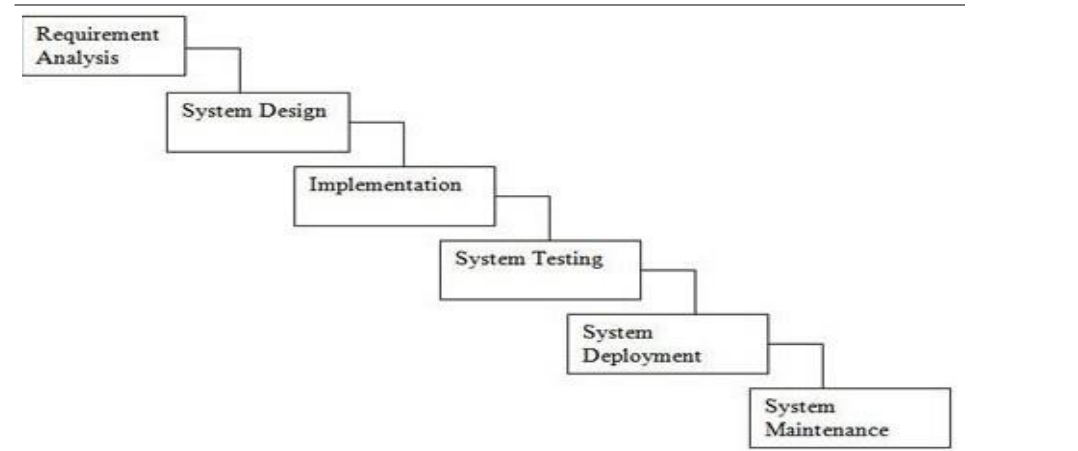 Requirement
Analysis
System Design
Implementation
System Testing
System
Deployment
System
Maintenance